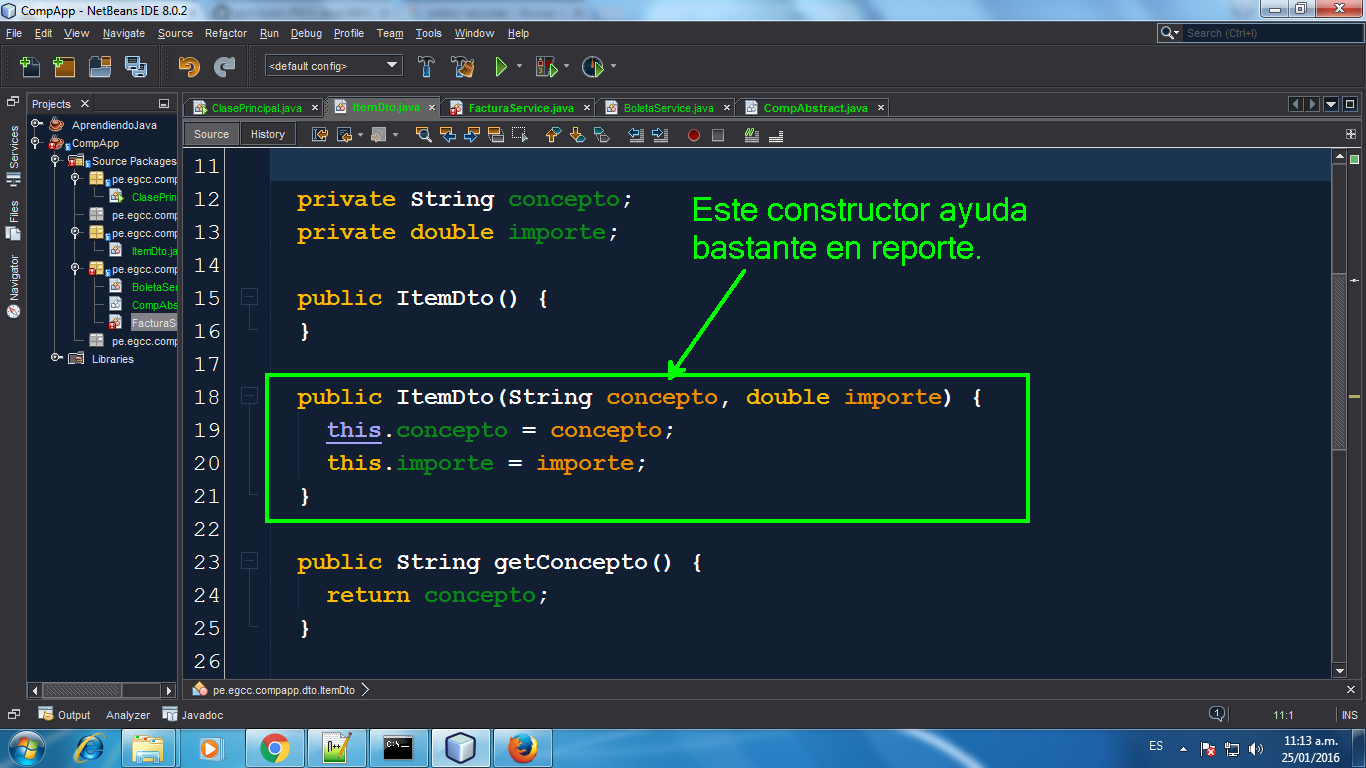 CompApp - NetBeans IDE 8.0.2
File Edit View Navigate Source Refactor Run Debug Profile Team Tools Window Help
Search (Ctrl+I)
<default config>
Projects
ClasePrincipal.java
ItemDto.java
FacturaService.java
BoletaService.java
CompAbstract.java
Services
Files
Navigator
AprendiendoJava
CompApp
Source Packages
pe.egcc.comp
ClasePrin
pe.egcc.comp
pe.egcc.comp
ItemDto.ja
pe.egcc.comp
BoletaSer
CompAbs
FacturaS
pe.egcc.comp
Libraries
Source History
11
12 private String concepto;
13 private double importe;
14
15 public ItemDto() {
16 }
17
18 public ItemDto(String concepto, double importe) {
19 this.concepto = concepto;
20 this.importe = importe;
21 }
22
23 public String getConcepto() {
24 return concepto;
25 }
26
Este constructor ayuda
bastante en reporte.
pe.egcc.compapp.dto.ItemDto
Output Analyzer Javadoc
1
11:1
INS
C:\_
ES
11:13 a.m.
25/01/2016